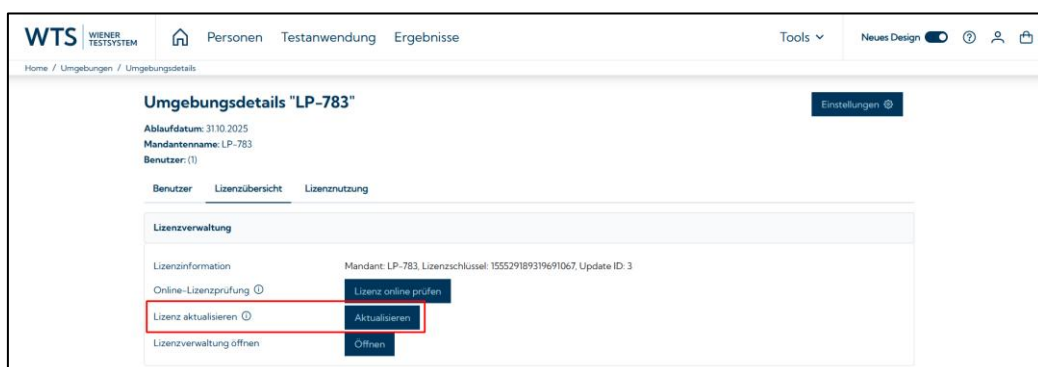 WTS WIENER TESTSYSTEM Personen Testanwendung Ergebnisse Tools Neues Design
Home / Umgebungen / Umgebungsdetails
Umgebungsdetails "LP-783"
Einstellungen
Ablaufdatum: 31.10.2025
Mandantenname: LP-783
Benutzer: (1)
Benutzer Lizenzübersicht Lizenznutzung
Lizenzverwaltung
Lizenzinformation Mandant: LP-783, Lizenzschlüssel: 155529189319691067, Update ID: 3
Online-Lizenzprüfung Lizenz online prüfen
Lizenz aktualisieren Aktualisieren
Lizenzverwaltung öffnen Öffnen